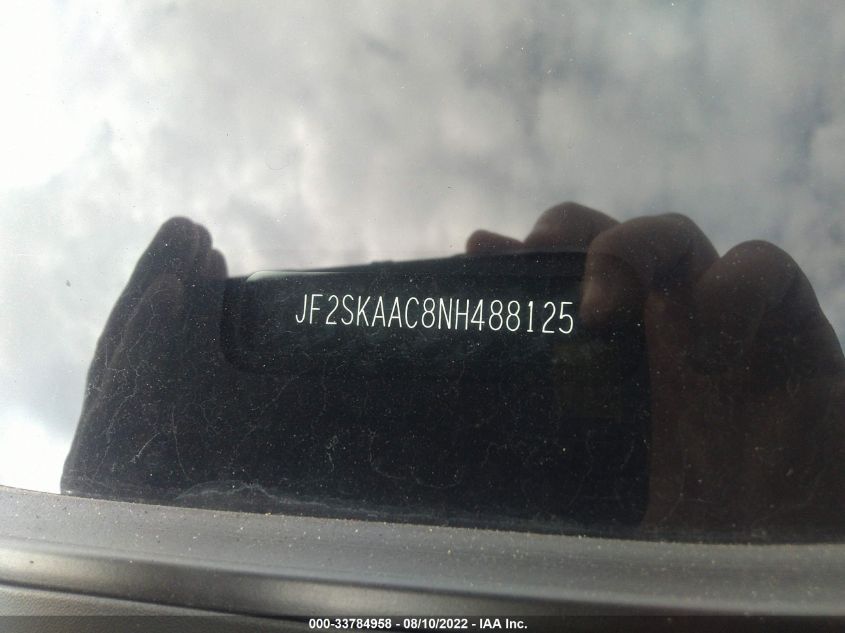 JF2SKAAC8NH488125
000-33784958 - 08/10/2022 - IAA Inc.